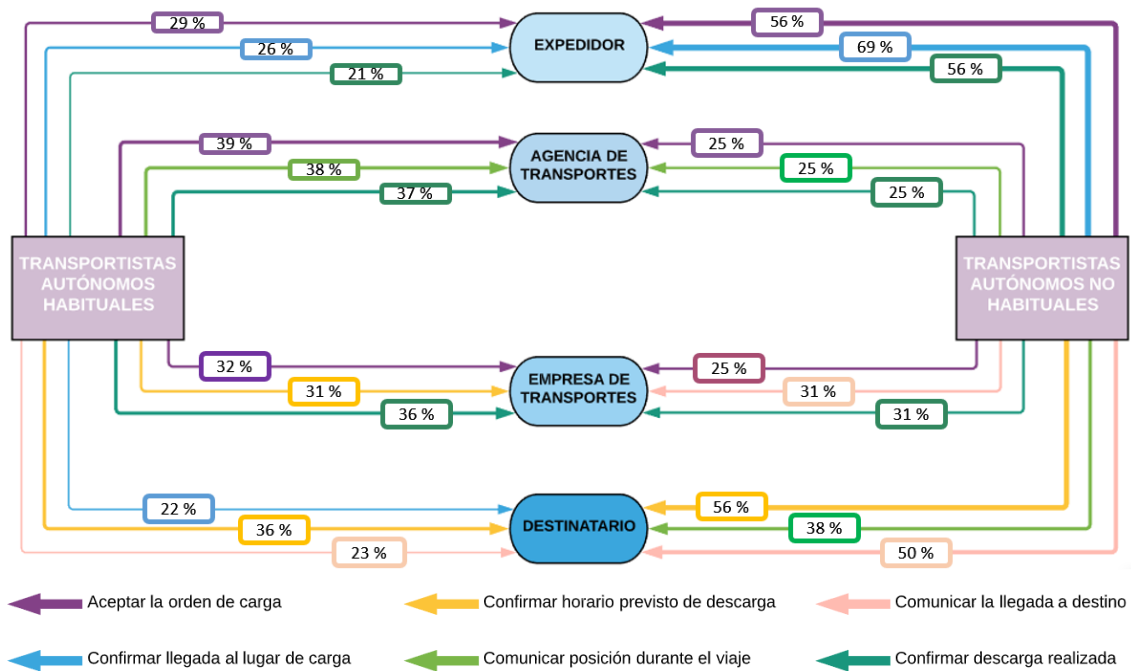 29 %
56 %
EXPEDIDOR
26 %
69 %
21 %
56 %
39 %
25 %
AGENCIA DE
TRANSPORTES
38 %
25 %
37 %
25 %
TRANSPORTISTAS
AUTÓNOMOS
HABITUALES
TRANSPORTISTAS
AUTÓNOMOS NO
HABITUALES
32 %
25 %
EMPRESA DE
TRANSPORTES
31 %
31 %
36 %
31 %
22 %
56 %
DESTINATARIO
36 %
38 %
23 %
50 %
Aceptar la orden de carga
Confirmar horario previsto de descarga
Comunicar la llegada a destino
Confirmar llegada al lugar de carga
Comunicar posición durante el viaje
Confirmar descarga realizada